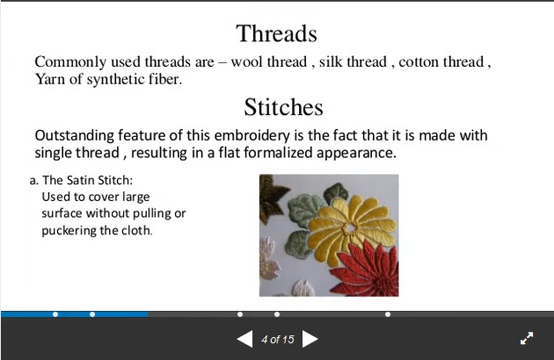 Threads
Commonly used threads are – wool thread , silk thread , cotton thread ,
Yarn of synthetic fiber.
Stitches
Outstanding feature of this embroidery is the fact that it is made with
single thread , resulting in a flat formalized appearance.
a. The Satin Stitch:
Used to cover large
surface without pulling or
puckering the cloth.
4 of 15